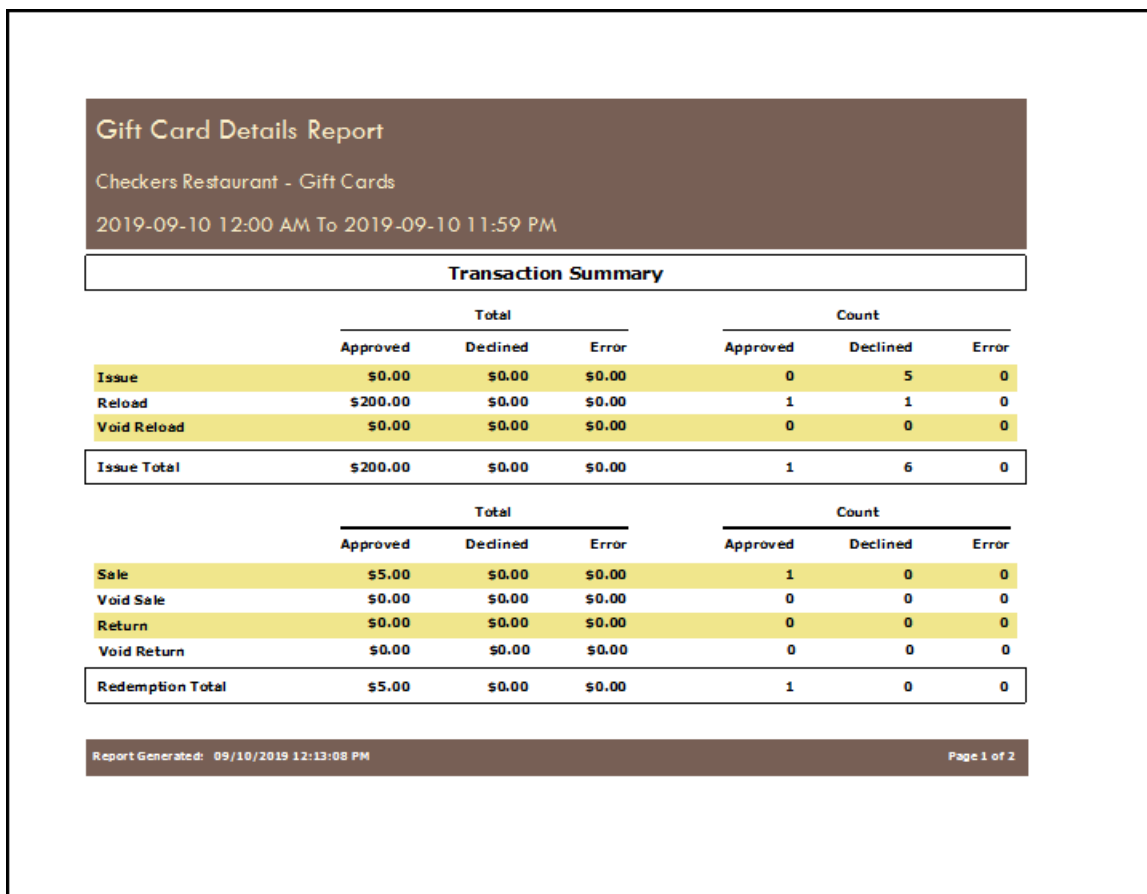 Gift Card Details Report
Checkers Restaurant - Gift Cards
2019-09-10 12:00 AM To 2019-09-10 11:59 PM
Transaction Summary
Total Count
Approved Declined Error Approved Declined Error
Issue $0.00 $0.00 $0.00 0 5 0
Reload $200.00 $0.00 $0.00 1 1 0
Void Reload $0.00 $0.00 $0.00 0 0 0
Issue Total $200.00 $0.00 $0.00 1 6 0
Total Count
Approved Declined Error Approved Declined Error
Sale $5.00 $0.00 $0.00 1 0 0
Void Sale $0.00 $0.00 $0.00 0 0 0
Return $0.00 $0.00 $0.00 0 0 0
Void Return $0.00 $0.00 $0.00 0 0 0
Redemption Total $5.00 $0.00 $0.00 1 0 0
Report Generated: 09/10/2019 12:13:08 PM Page 1 of 2